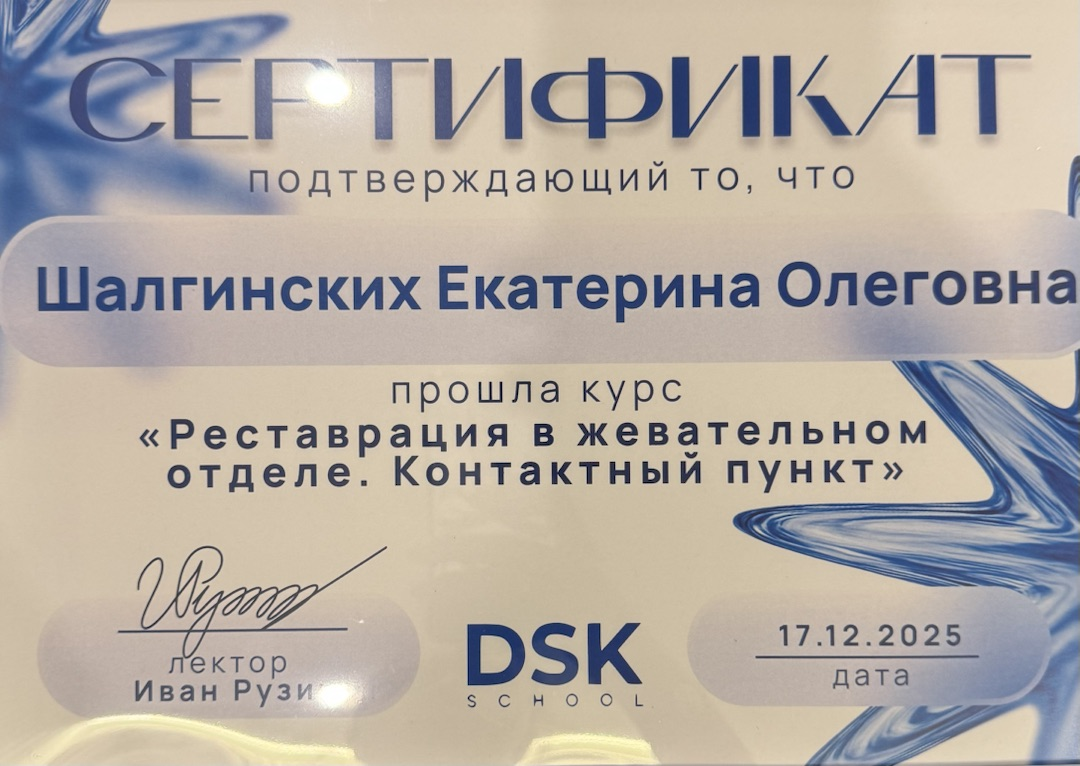 СЕРТИФИКАТ
подтверждающий то, что
Шалгинских Екатерина Олеговна
прошла курс
«Реставрация в жевательном
отделе. Контактный пункт»
лектор
Иван
DSK
SCHOOL
17.12.2025
дата